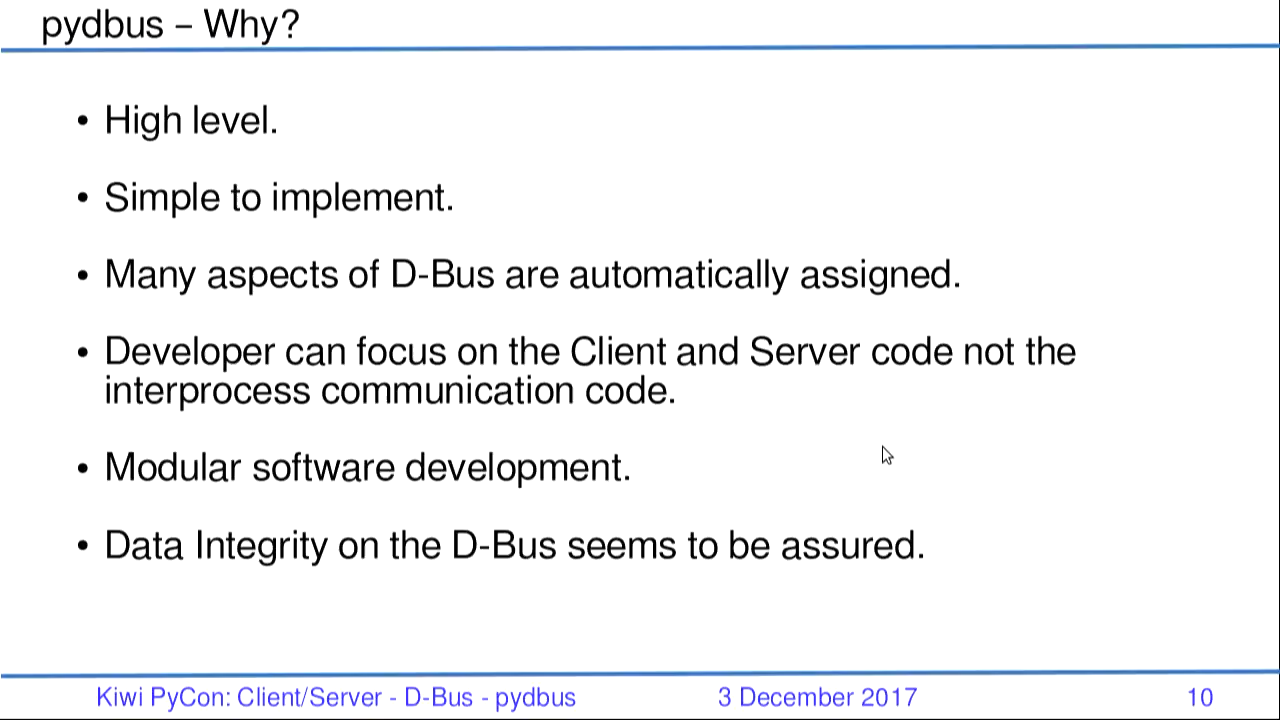 pydbus – Why?
• High level.
• Simple to implement.
• Many aspects of D-Bus are automatically assigned.
• Developer can focus on the Client and Server code not the
interprocess communication code.
• Modular software development.
• Data Integrity on the D-Bus seems to be assured.
Kiwi PyCon: Client/Server - D-Bus - pydbus 3 December 2017 10